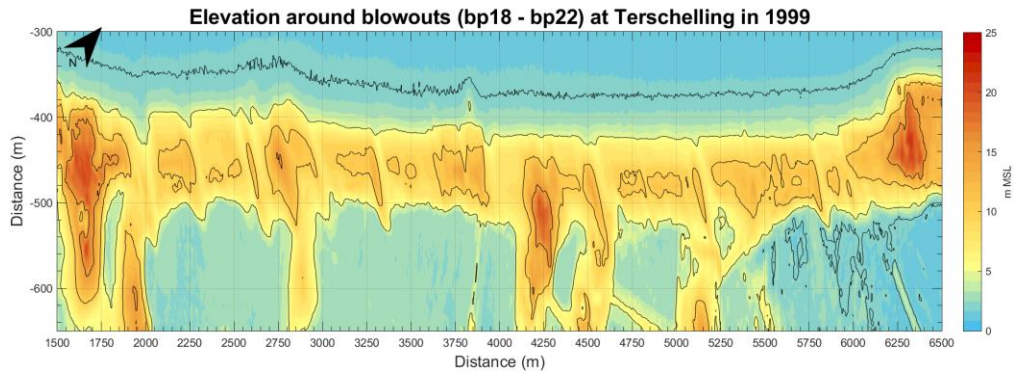 Elevation around blowouts (bp18 - bp22) at Terschelling in 1999
N
-300
-400
-500
-600
Distance (m)
1500 1750 2000 2250 2500 2750 3000 3250 3500 3750 4000 4250 4500 4750 5000 5250 5500 5750 6000 6250 6500
Distance (m)
25
20
15
10
5
0
m MSL